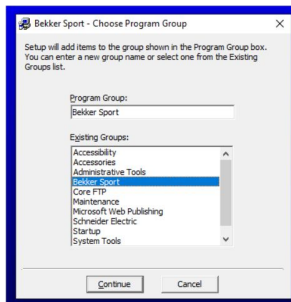 Bekker Sport - Choose Program Group
Setup will add items to the group shown in the Program Group box.
You can enter a new group name or select one from the Existing
Groups list.
Program Group:
Bekker Sport
Existing Groups:
Accessibility
Accessories
Administrative Tools
Bekker Sport
Core FTP
Maintenance
Microsoft Web Publishing
Schneider Electric
Startup
System Tools
Continue
Cancel